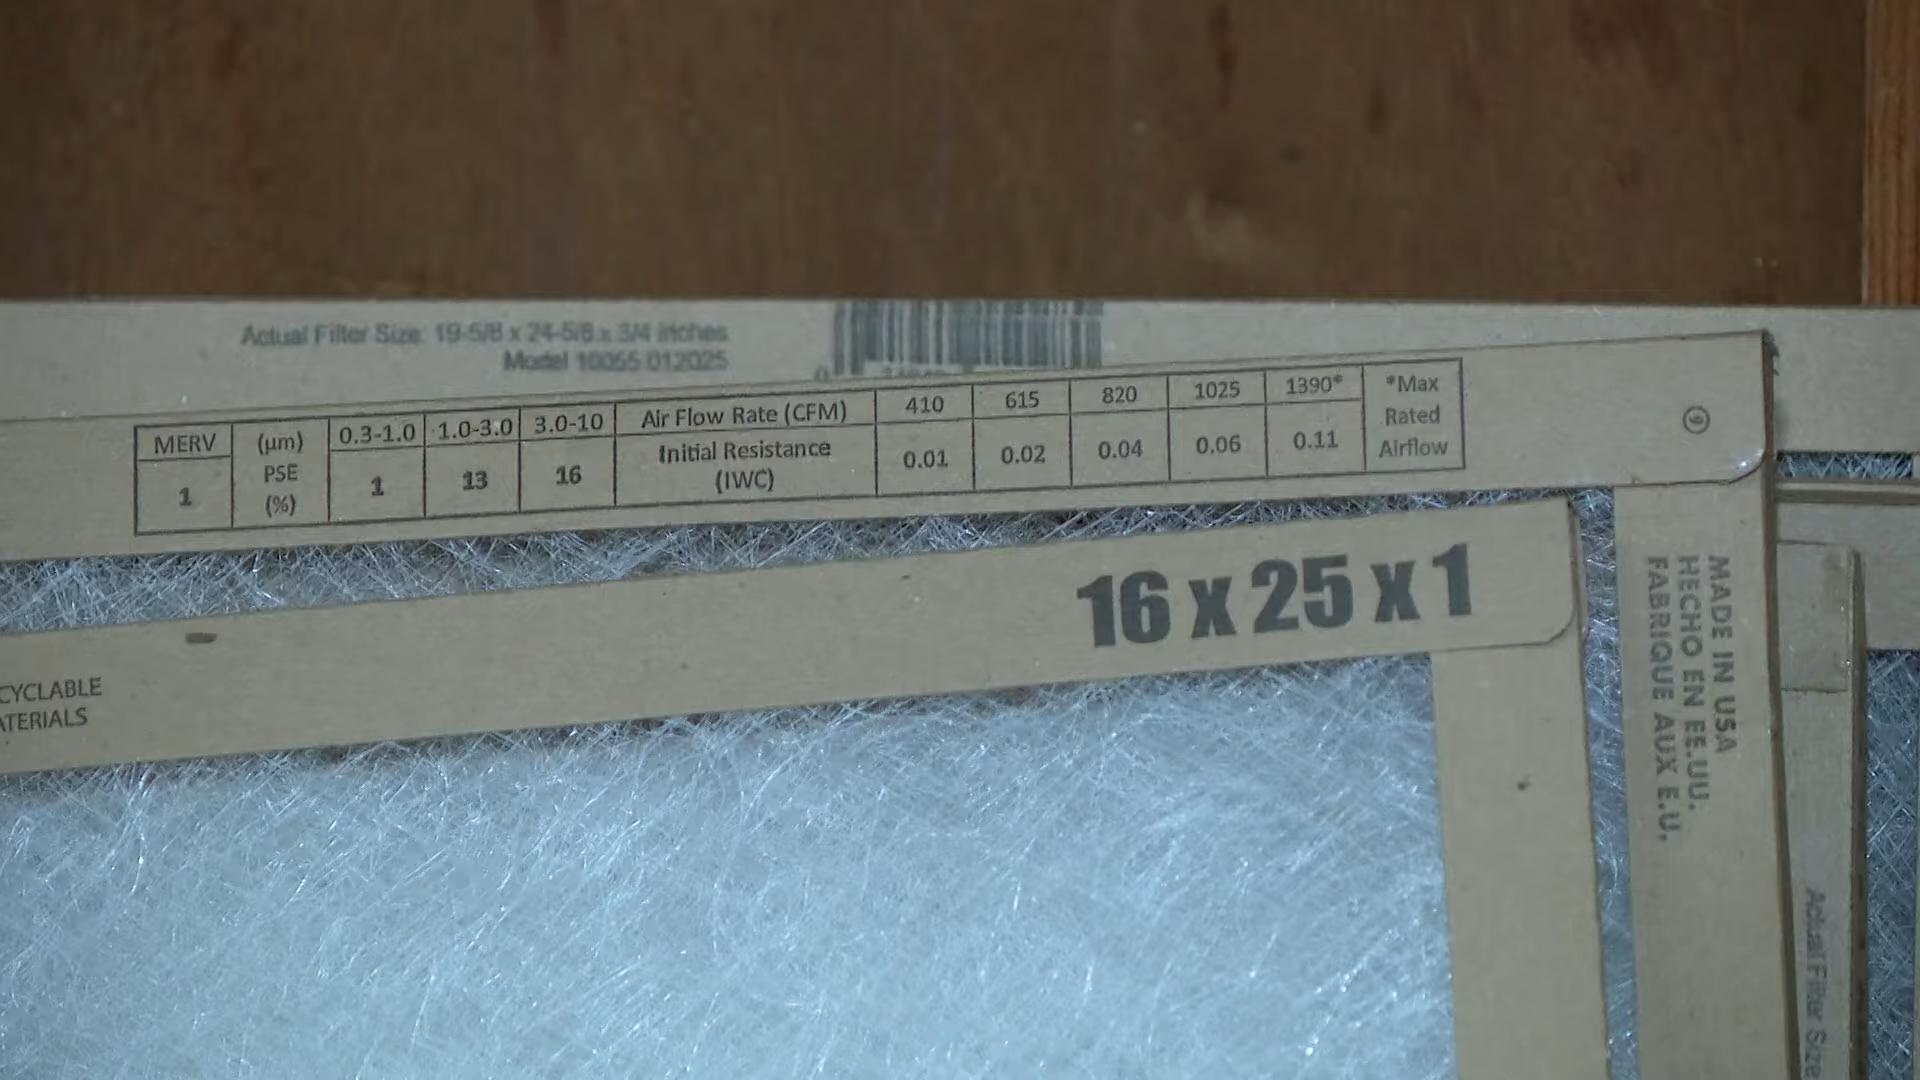 Actual Filter Size: 19-5/8 x 24-5/8 x 3/4 inches
Model 10055 012025
MERV (µm) 0.3-1.0 1.0-3.0 3.0-10 Air Flow Rate (CFM) 410 615 820 1025 1390* *Max
1 PSE 1 13 16 Initial Resistance 0.01 0.02 0.04 0.06 0.11 Rated
(%) (IWC) Airflow
9
16 x 25 x 1
CYCLABLE
ATERIALS
MADE IN USA
HECHO EN EE.UU.
FABRIQUE AUX E.U.
Actual Filter Size